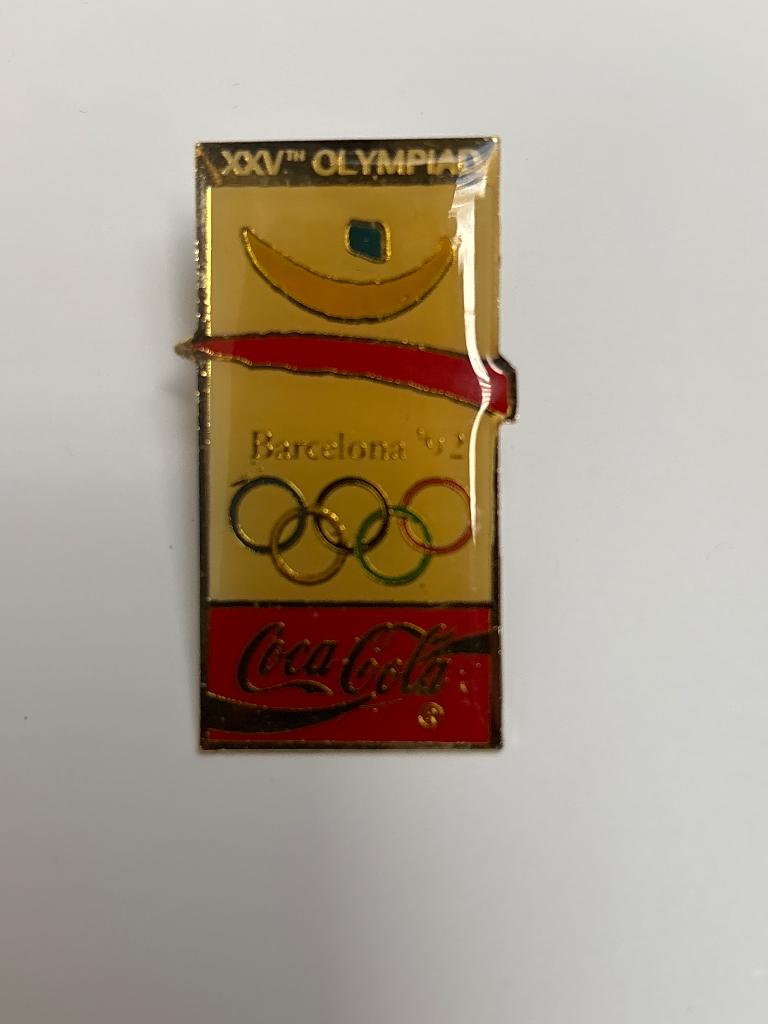 XXVTH OLYMPIAD
Barcelona '92
Coca-Cola
®